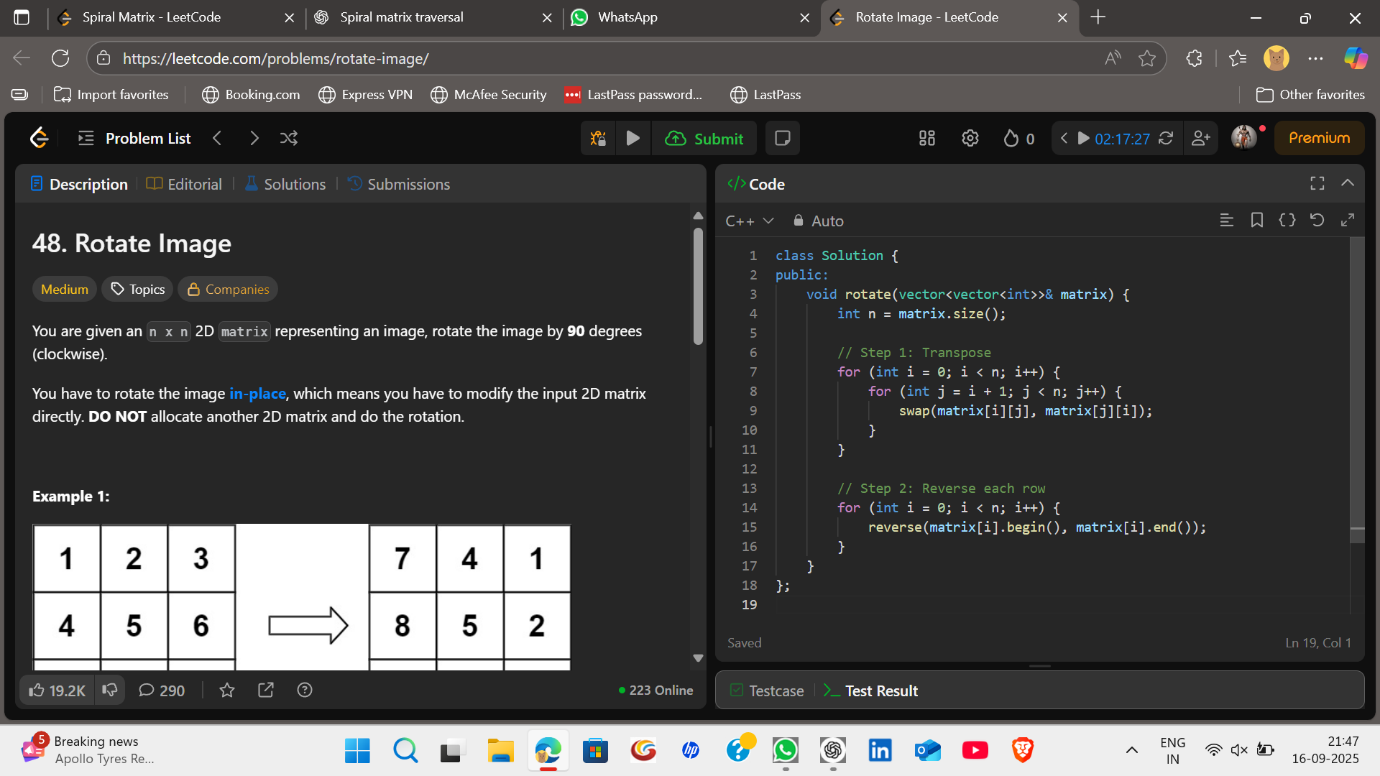 Spiral Matrix - LeetCode
Spiral matrix traversal
WhatsApp
Rotate Image - LeetCode
https://leetcode.com/problems/rotate-image/
Import favorites
Booking.com
Express VPN
McAfee Security
LastPass password...
LastPass
Other favorites
Problem List
Submit
0
02:17:27
Premium
Description
Editorial
Solutions
Submissions
48. Rotate Image
Medium
Topics
Companies
You are given an n x n 2D matrix representing an image, rotate the image by 90 degrees
(clockwise).
You have to rotate the image in-place, which means you have to modify the input 2D matrix
directly. DO NOT allocate another 2D matrix and do the rotation.
Example 1:
1 2 3 7 4 1
4 5 6 8 5 2
19.2K
290
223 Online
</> Code
C++
Auto
1 class Solution {
2 public:
3 void rotate(vector<vector<int>>& matrix) {
4 int n = matrix.size();
5
6 // Step 1: Transpose
7 for (int i = 0; i < n; i++) {
8 for (int j = i + 1; j < n; j++) {
9 swap(matrix[i][j], matrix[j][i]);
10 }
11 }
12
13 // Step 2: Reverse each row
14 for (int i = 0; i < n; i++) {
15 reverse(matrix[i].begin(), matrix[i].end());
16 }
17 }
18 };
19
Saved
Ln 19, Col 1
Testcase
Test Result
5
Breaking news
Apollo Tyres Re...
hp
in
ENG
IN
21:47
16-09-2025